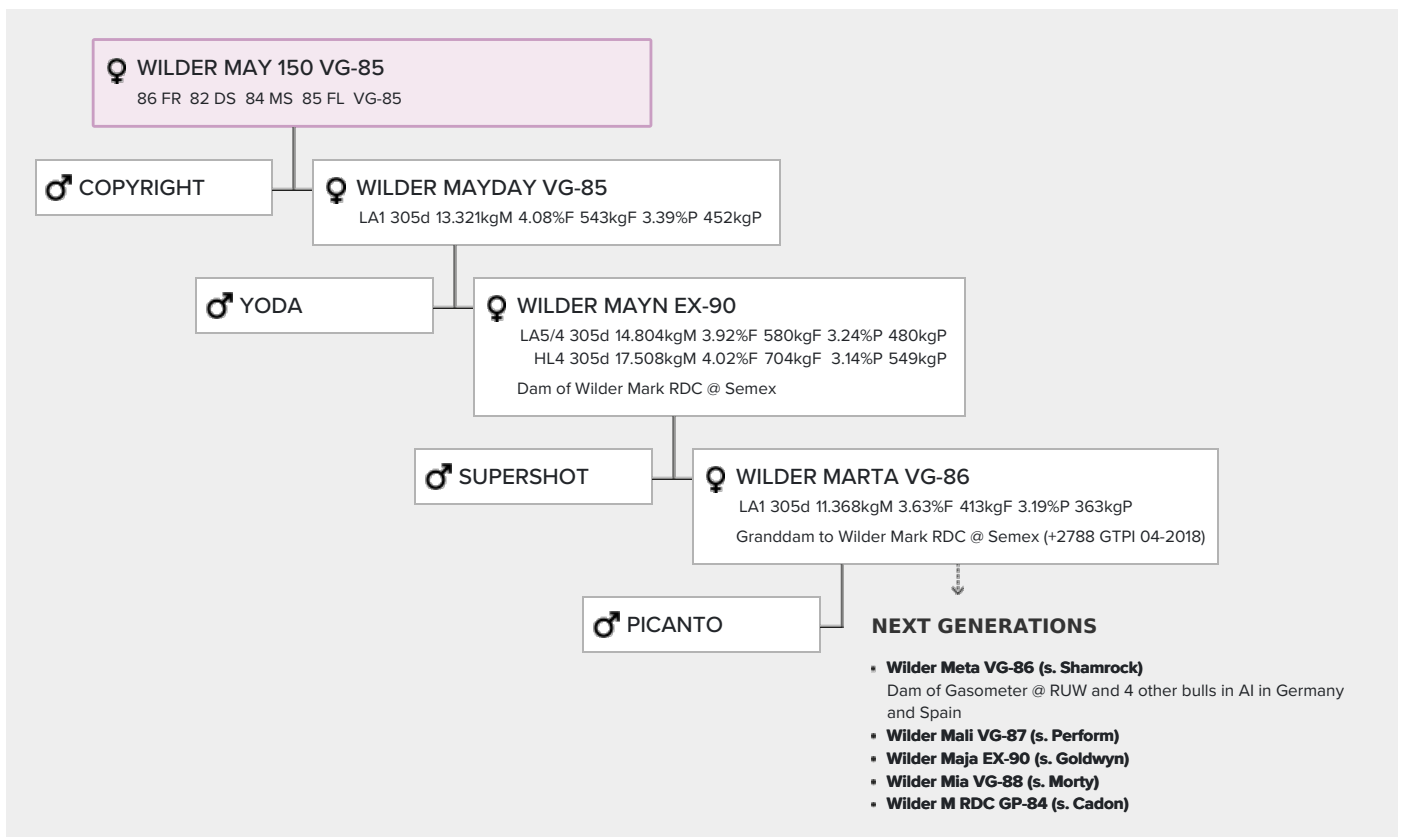 WILDER MAY 150 VG-85
86 FR 82 DS 84 MS 85 FL VG-85
COPYRIGHT
WILDER MAYDAY VG-85
LA1 305d 13.321kgM 4.08%F 543kgF 3.39%P 452kgP
YODA
WILDER MAYN EX-90
LA5/4 305d 14.804kgM 3.92%F 580kgF 3.24%P 480kgP
HL4 305d 17.508kgM 4.02%F 704kgF 3.14%P 549kgP
Dam of Wilder Mark RDC @ Semex
SUPERSHOT
WILDER MARTA VG-86
LA1 305d 11.368kgM 3.63%F 413kgF 3.19%P 363kgP
Granddam to Wilder Mark RDC @ Semex (+2788 GTPI 04-2018)
PICANTO
NEXT GENERATIONS
▪ Wilder Meta VG-86 (s. Shamrock)
Dam of Gasometer @ RUW and 4 other bulls in AI in Germany
and Spain
▪ Wilder Mali VG-87 (s. Perform)
▪ Wilder Maja EX-90 (s. Goldwyn)
▪ Wilder Mia VG-88 (s. Morty)
▪ Wilder M RDC GP-84 (s. Cadon)